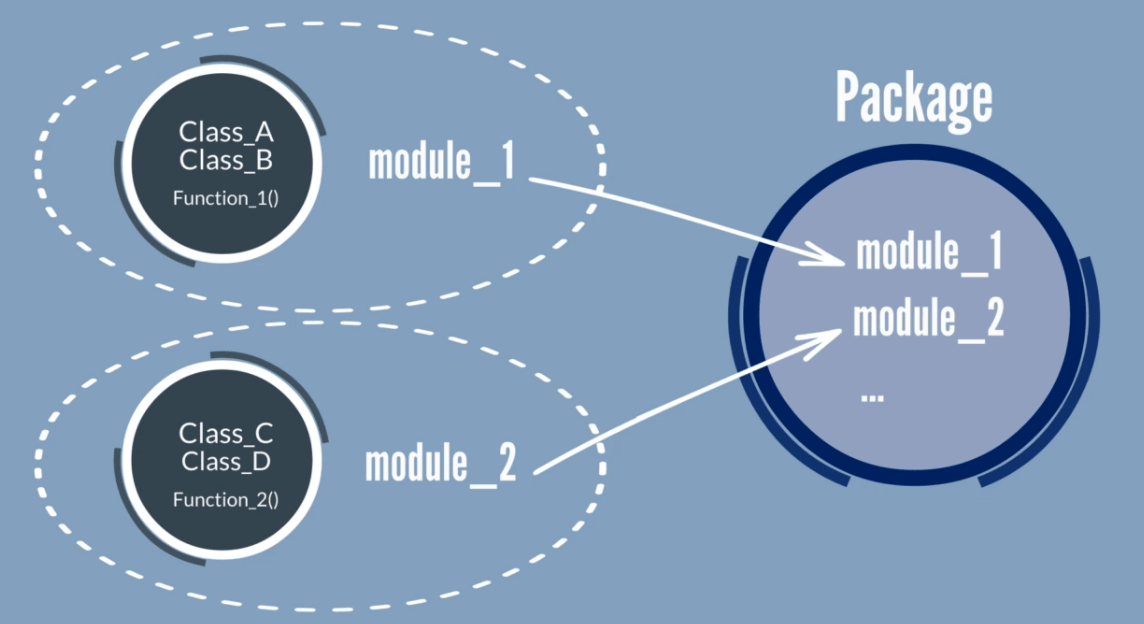 Class_A
Class_B
Function_1()
module_1
Class_C
Class_D
Function_2()
module_2
Package
module_1
module_2
...